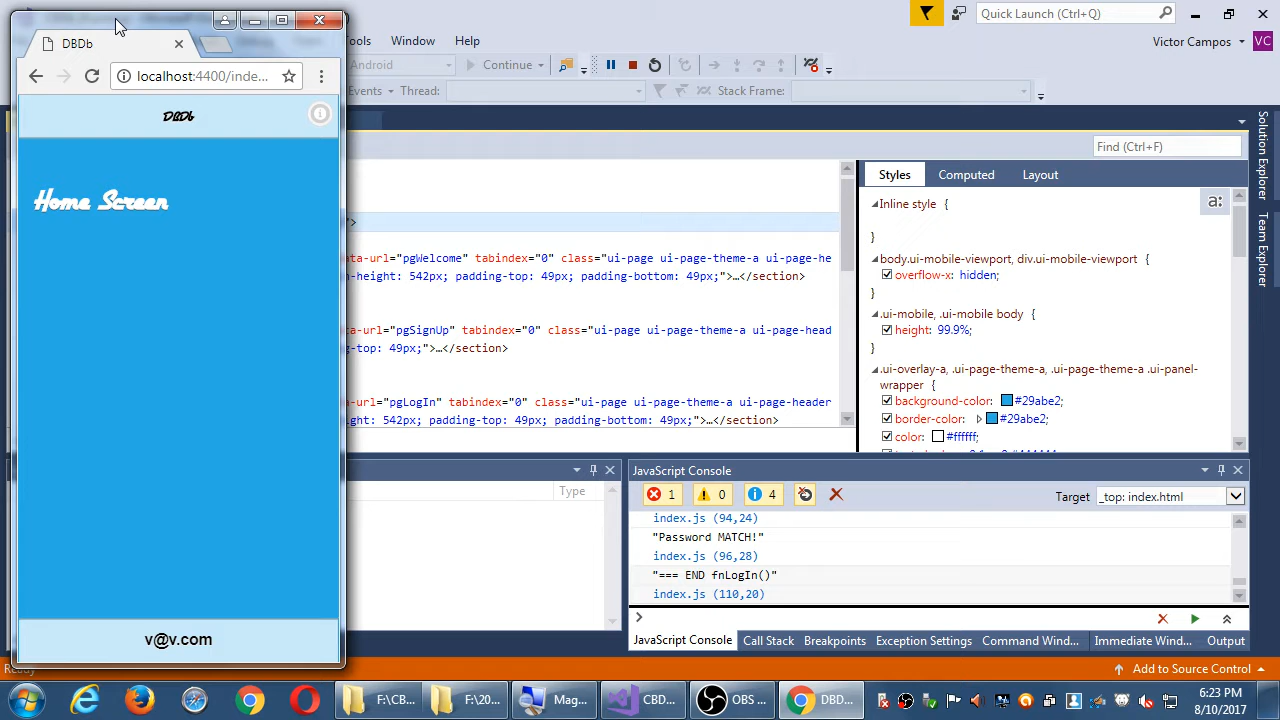 Quick Launch (Ctrl+F)
DBDb
Tools Window Help
Victor Campos VC
localhost:4400/inde...
Android
Continue
Events Thread: Stack Frame:
DBDb
Home Screen
v@v.com
Find (Ctrl+F)
">
ata-url="pgWelcome" tabindex="0" class="ui-page ui-page-theme-a ui-page-he
n-height: 542px; padding-top: 49px; padding-bottom: 49px;">…</section>
ata-url="pgSignUp" tabindex="0" class="ui-page ui-page-theme-a ui-page-head
ng-top: 49px;">…</section>
ata-url="pgLogIn" tabindex="0" class="ui-page ui-page-theme-a ui-page-header
ght: 542px; padding-top: 49px; padding-bottom: 49px;">…</section>
Styles Computed Layout
Inline style {
a:
}
body.ui-mobile-viewport, div.ui-mobile-viewport {
overflow-x: hidden;
}
.ui-mobile, .ui-mobile body {
height: 99.9%;
}
.ui-overlay-a, .ui-page-theme-a, .ui-page-theme-a .ui-panel-
wrapper {
background-color: #29abe2;
border-color: #29abe2;
color: #ffffff;
Solution Explorer
Team Explorer
Type
JavaScript Console
1 0 4
Target _top: index.html
index.js (94,24)
"Password MATCH!"
index.js (96,28)
"=== END fnLogIn()"
index.js (110,20)
JavaScript Console Call Stack Breakpoints Exception Settings Command Wind... Immediate Wind... Output
Ready
Add to Source Control
F:\CB... F:\20... Mag... CBD... OBS ... DBD...
6:23 PM
8/10/2017